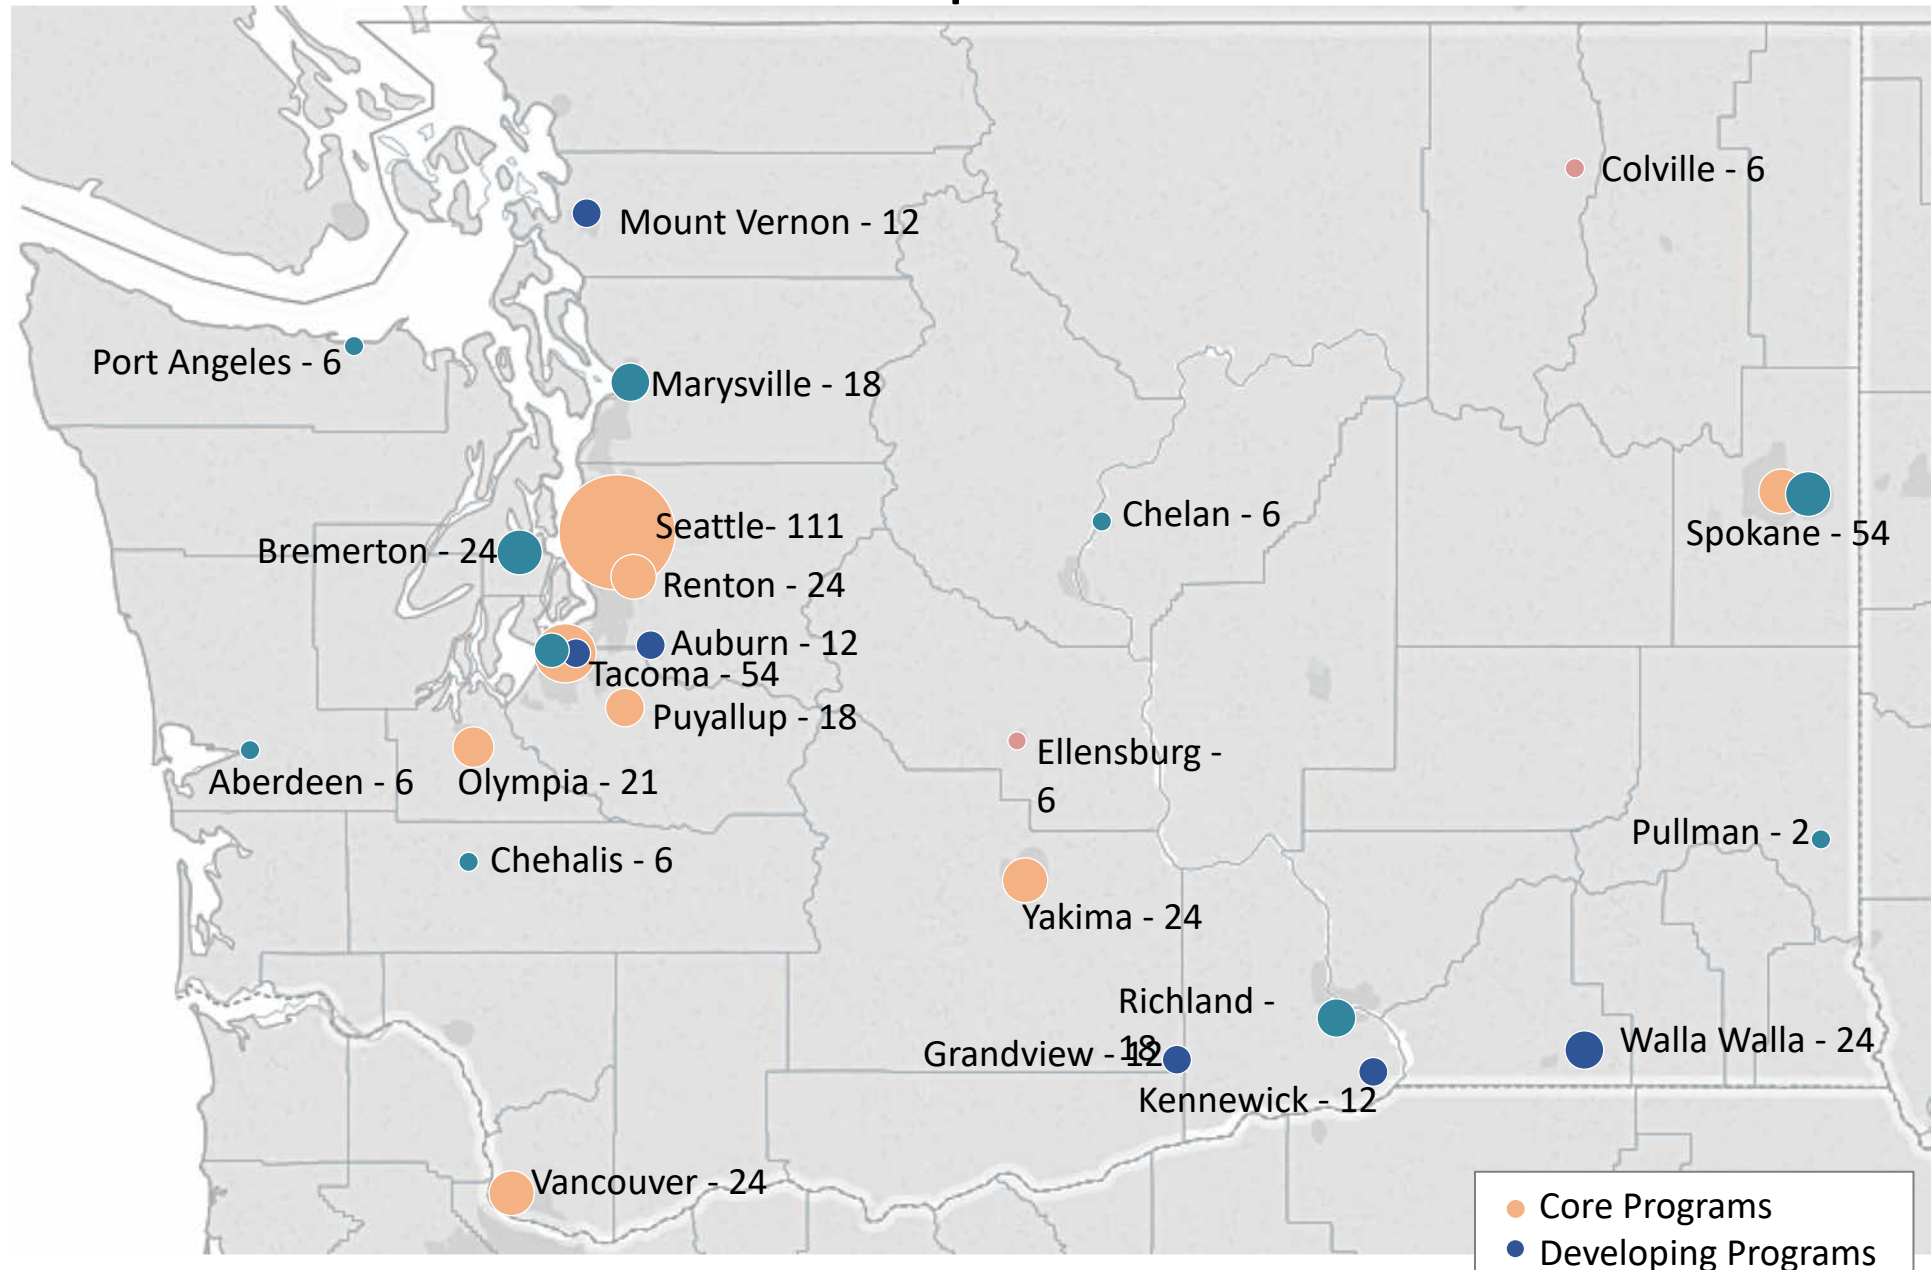 Colville - 6
Mount Vernon - 12
Port Angeles - 6
Marysville - 18
Chelan - 6
Seattle- 111
Spokane - 54
Bremerton - 24
Renton - 24
Auburn - 12
Tacoma - 54
Puyallup - 18
Ellensburg -
6
Aberdeen - 6
Olympia - 21
Pullman - 2
Chehalis - 6
Yakima - 24
Richland -
18
Grandview - 12
Walla Walla - 24
Kennewick - 12
Vancouver - 24
Core Programs
Developing Programs